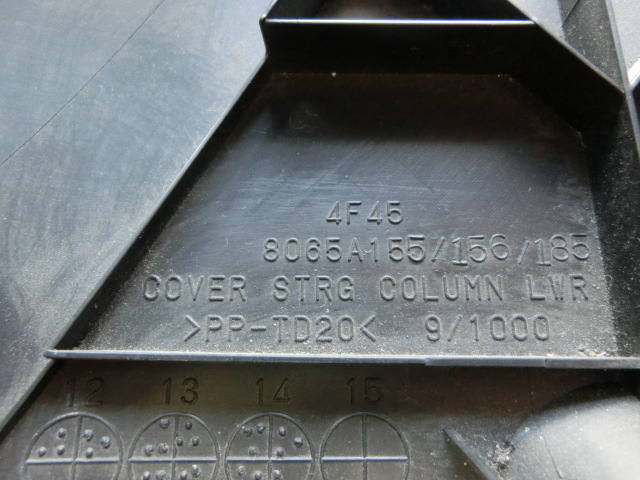 4F45
8065A155/156/185
COVER STRG COLUMN LWR
>PP-TD20< 9/1000
12 13 14 15